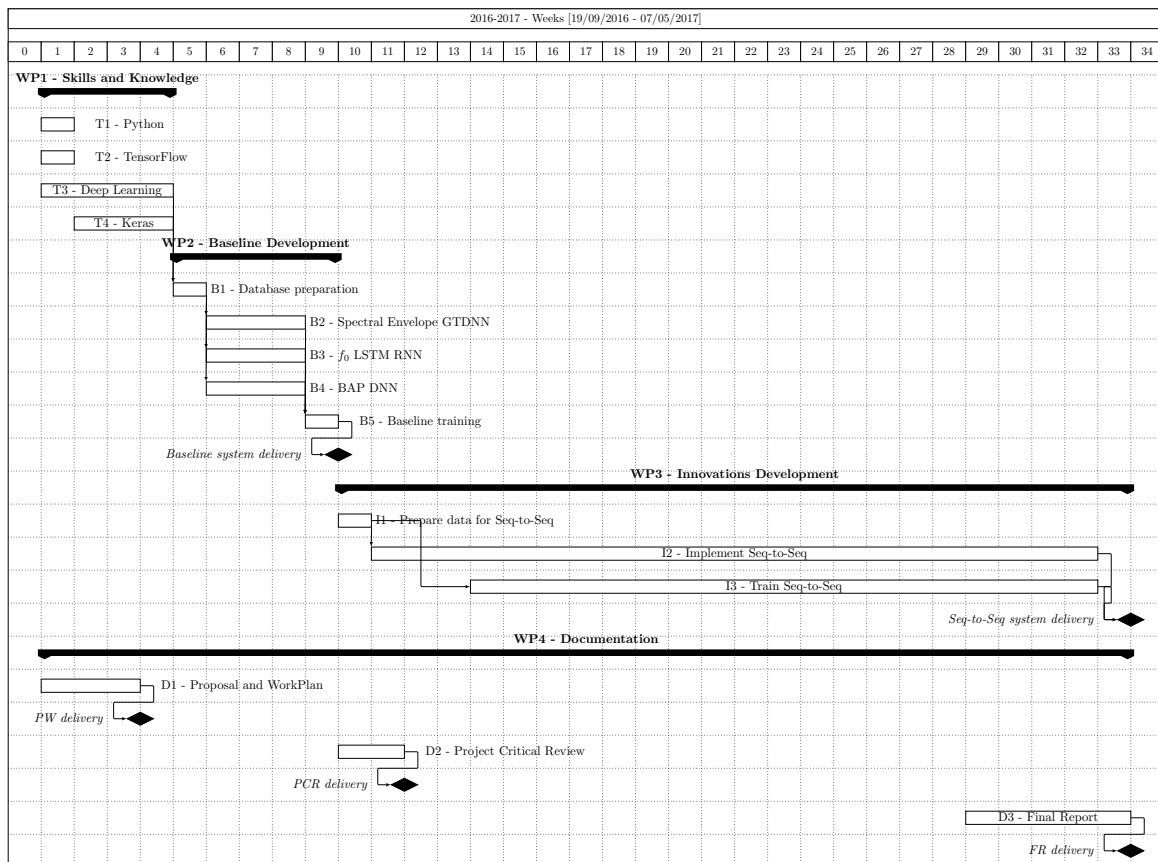 2016-2017 - Weeks [19/09/2016 - 07/05/2017]
0 1 2 3 4 5 6 7 8 9 10 11 12 13 14 15 16 17 18 19 20 21 22 23 24 25 26 27 28 29 30 31 32 33 34
WP1 - Skills and Knowledge
T1 - Python
T2 - TensorFlow
T3 - Deep Learning
T4 - Keras
WP2 - Baseline Development
B1 - Database preparation
B2 - Spectral Envelope GTDNN
B3 - f₀ LSTM RNN
B4 - BAP DNN
B5 - Baseline training
Baseline system delivery
WP3 - Innovations Development
I1 - Prepare data for Seq-to-Seq
I2 - Implement Seq-to-Seq
I3 - Train Seq-to-Seq
Seq-to-Seq system delivery
WP4 - Documentation
D1 - Proposal and WorkPlan
PW delivery
D2 - Project Critical Review
PCR delivery
D3 - Final Report
FR delivery